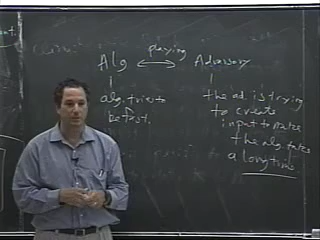 playing
Alg ⟷ Adversary
alg. tries to
be fast.
the ad. is trying
to create
input to make
the alg. take
a long time.